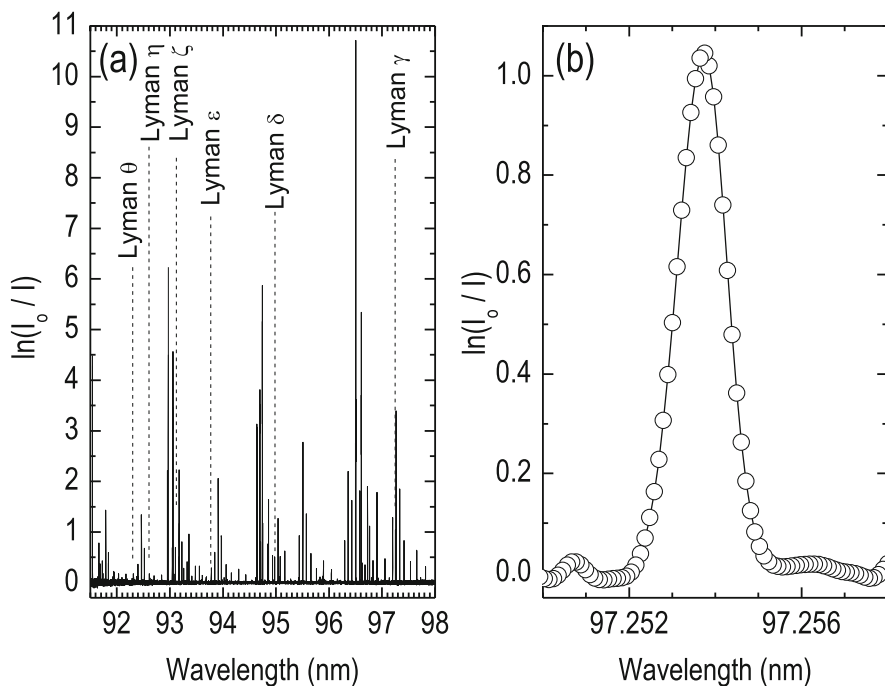 (a)
11
10
9
8
7
6
5
4
3
2
1
0
ln(I₀ / I)
Lyman θ
Lyman η
Lyman ζ
Lyman ε
Lyman δ
Lyman γ
92 93 94 95 96 97 98
Wavelength (nm)
(b)
1.0
0.8
0.6
0.4
0.2
0.0
ln(I₀ / I)
97.252 97.256
Wavelength (nm)